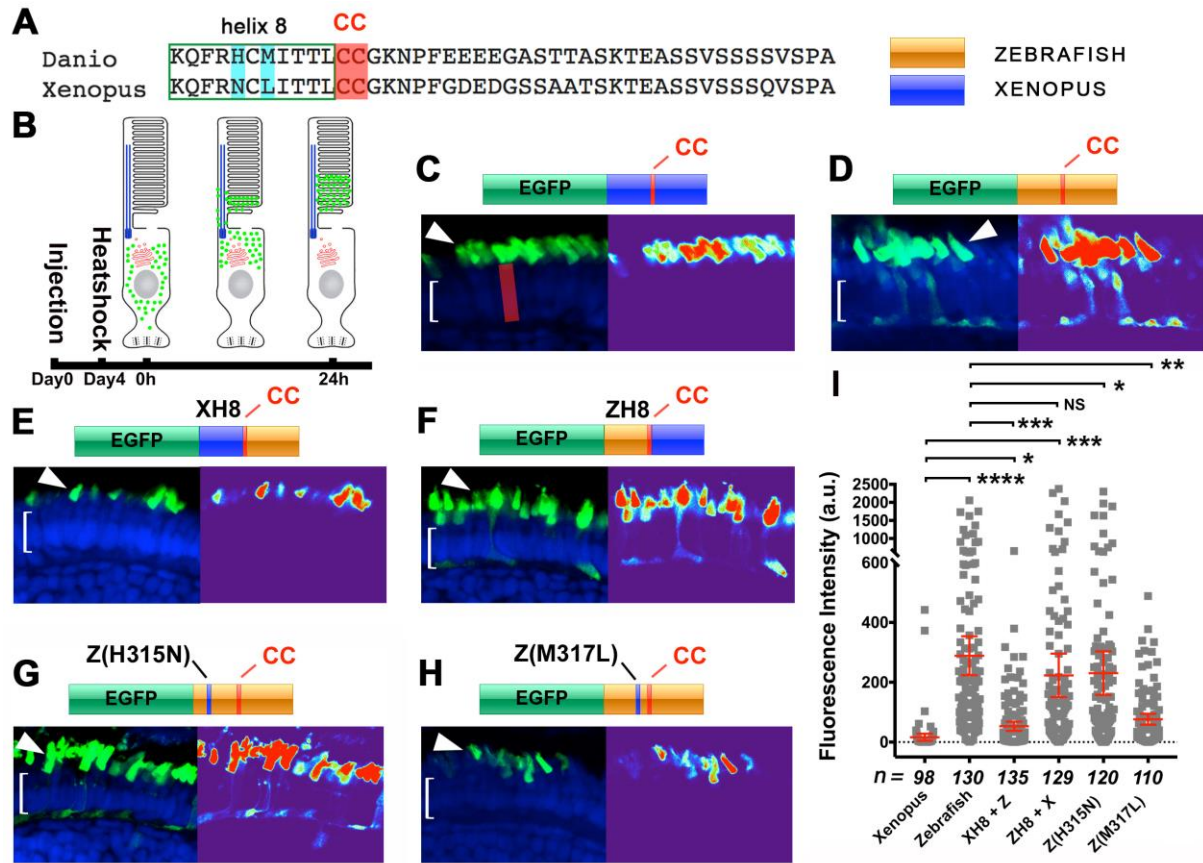 A
helix 8
CC
Danio
KQFRHCMITTLCCGKNPFEEEEGASTTASKTEASSVSSSSVSPA
Xenopus
KQFRNCLITTLCCGKNPFGDEDGSSAATSKTEASSVSSSQVSPA
ZEBRAFISH
XENOPUS
B
Injection
Heatshock
Day0
Day4
0h
24h
C
CC
EGFP
D
CC
EGFP
E
XH8
CC
EGFP
F
ZH8
CC
EGFP
G
Z(H315N)
CC
EGFP
H
Z(M317L)
CC
EGFP
I
**
*
NS
***
***
*
****
Fluorescence Intensity (a.u.)
2500
2000
1500
1000
600
400
200
0
n = 98 130 135 129 120 110
Xenopus
Zebrafish
XH8 + Z
ZH8 + X
Z(H315N)
Z(M317L)